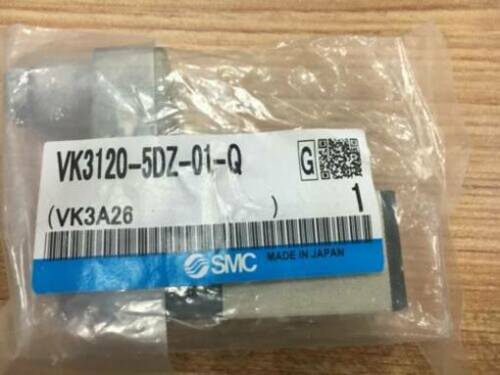 VK3120-5DZ-01-Q
G
(VK3A26 )
1
SMC
MADE IN JAPAN